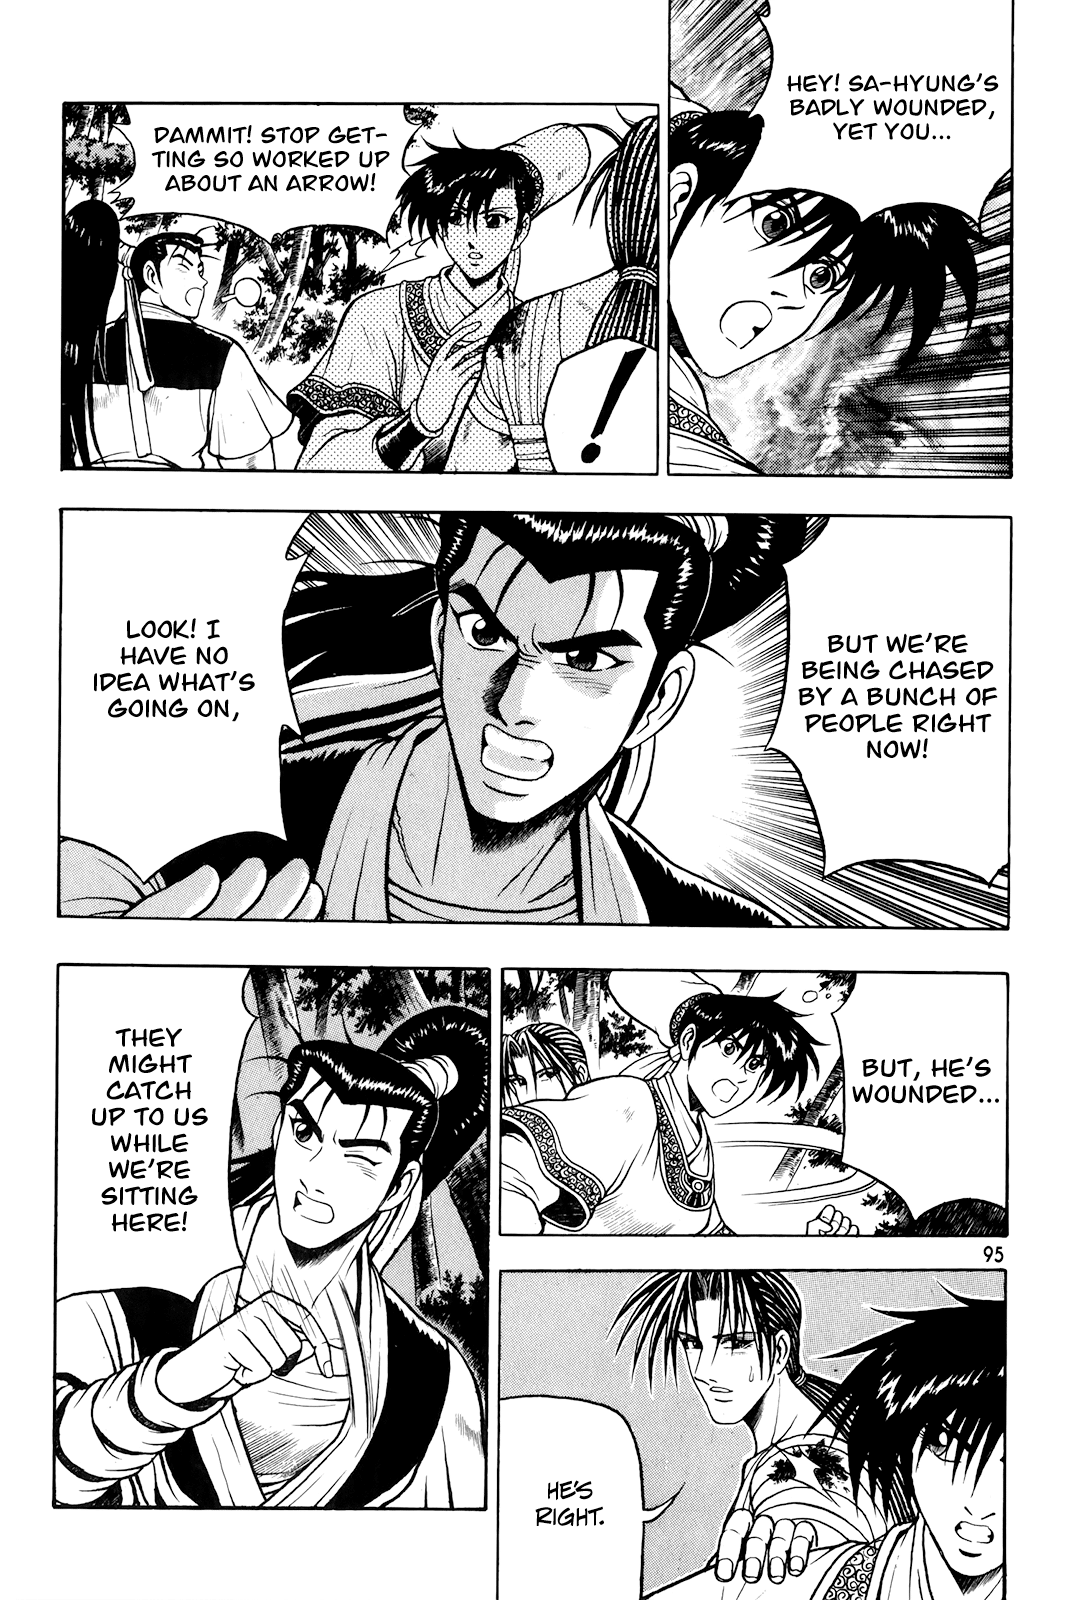 DAMMIT! STOP GET-
TING SO WORKED UP
ABOUT AN ARROW!
!
HEY! SA-HYUNG'S
BADLY WOUNDED,
YET YOU...
LOOK! I
HAVE NO
IDEA WHAT'S
GOING ON,
BUT WE'RE
BEING CHASED
BY A BUNCH OF
PEOPLE RIGHT
NOW!
THEY
MIGHT
CATCH
UP TO US
WHILE
WE'RE
SITTING
HERE!
BUT, HE'S
WOUNDED...
95
HE'S
RIGHT.